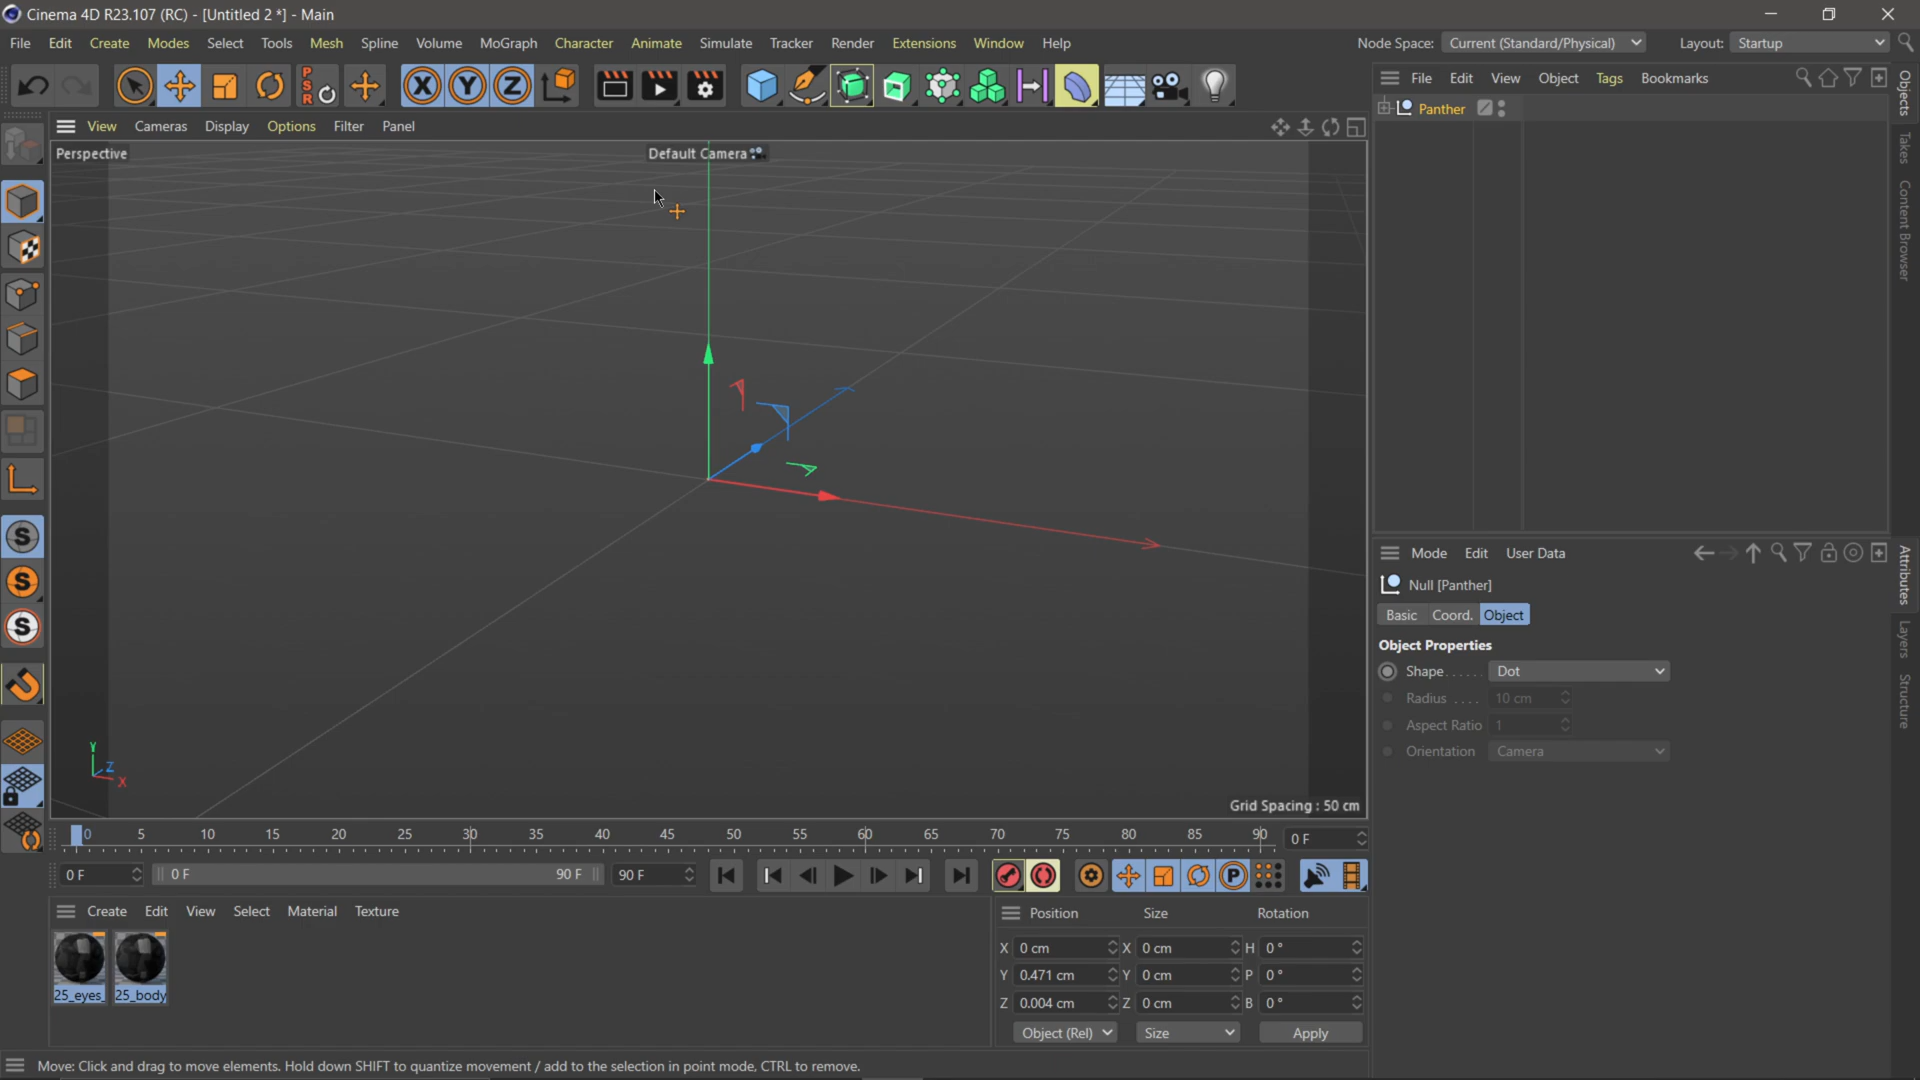 Cinema 4D R23.107 (RC) - [Untitled 2 *] - Main
File Edit Create Modes Select Tools Mesh Spline Volume MoGraph Character Animate Simulate Tracker Render Extensions Window Help
Node Space: Current (Standard/Physical) Layout: Startup
P S R X Y Z
File Edit View Object Tags Bookmarks
Panther
Objects
Takes
Content Browser
View Cameras Display Options Filter Panel
Perspective
Default Camera
Y
Z
X
Grid Spacing : 50 cm
S
S
S
Mode Edit User Data
Null [Panther]
Basic Coord. Object
Object Properties
Shape...... Dot
Radius .... 10 cm
Aspect Ratio 1
Orientation Camera
Attributes
Layers
Structure
0 5 10 15 20 25 30 35 40 45 50 55 60 65 70 75 80 85 90 0 F
0 F 0 F 90 F 90 F P
Create Edit View Select Material Texture
25_eyes_ 25_body
Position Size Rotation
X 0 cm X 0 cm H 0 °
Y 0.471 cm Y 0 cm P 0 °
Z 0.004 cm Z 0 cm B 0 °
Object (Rel) Size Apply
Move: Click and drag to move elements. Hold down SHIFT to quantize movement / add to the selection in point mode, CTRL to remove.